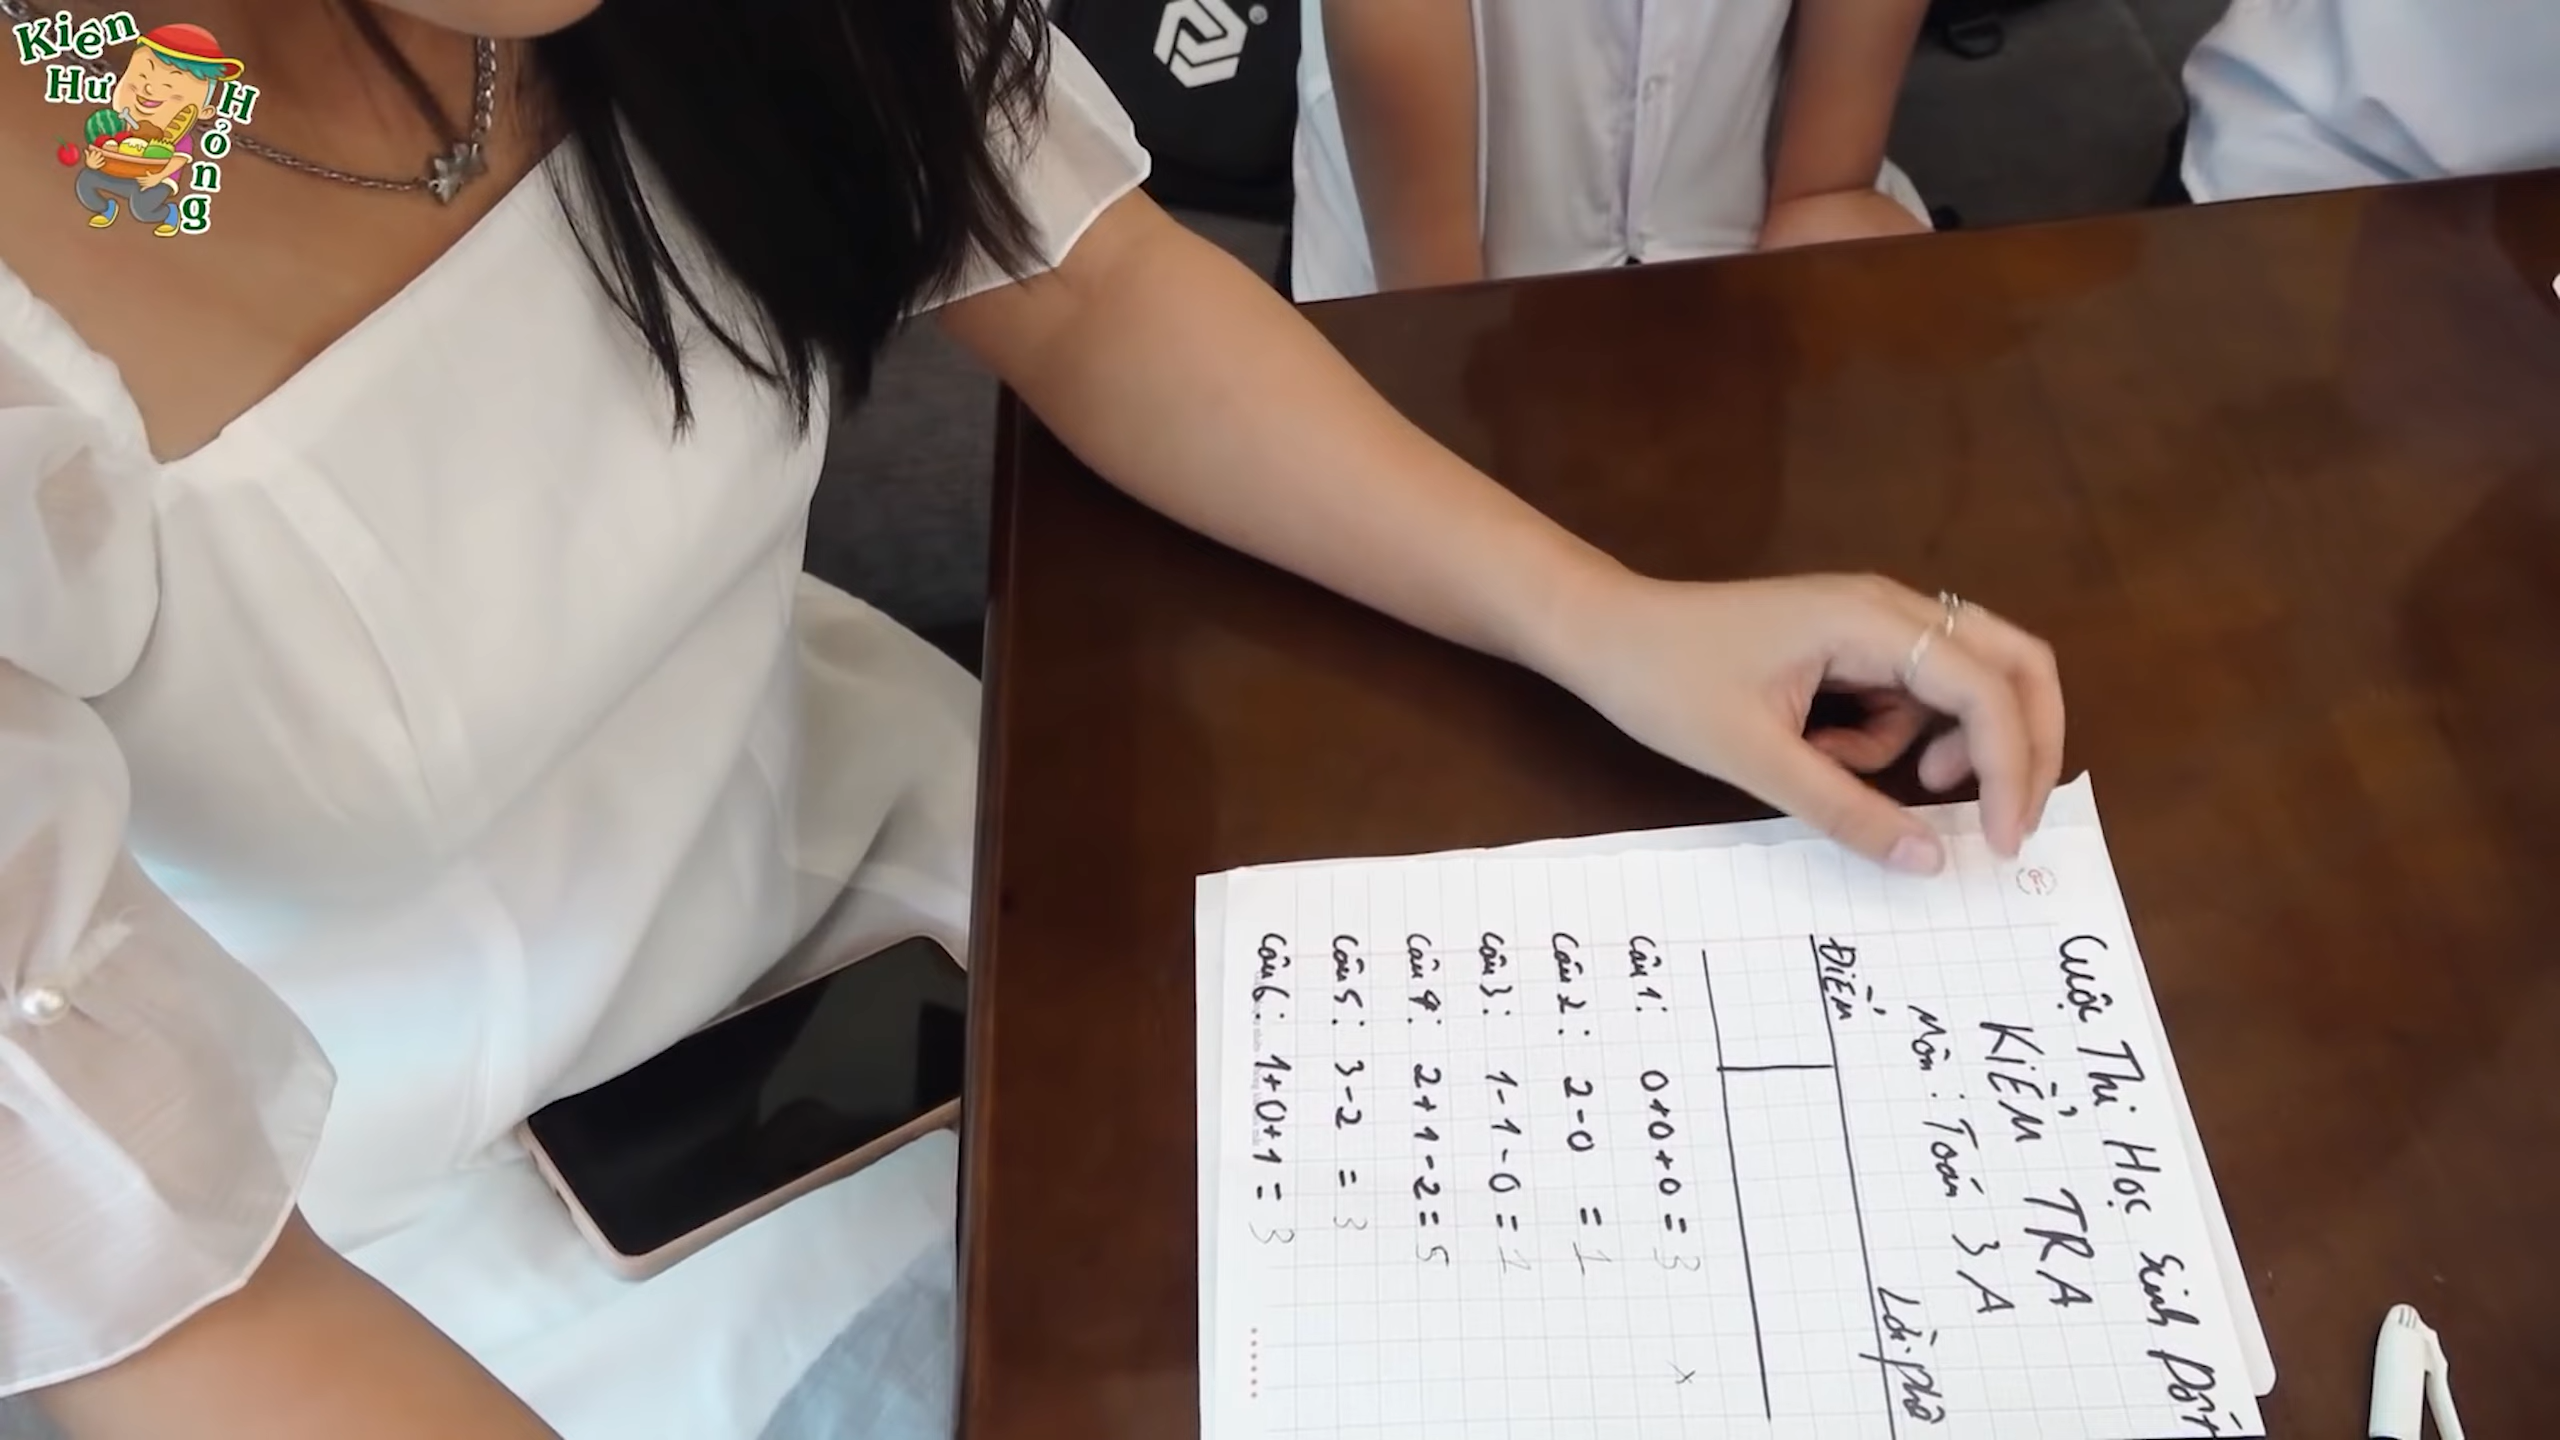 Kiên
Hư
Hỏng
Cuộc Thi Học Sinh Dốt
KIỂM TRA
Môn: Toán 3A
Điểm
Lời phê
Câu 1: 0+0+0=3
Câu 2: 2-0 =1
Câu 3: 1-1-0=1
Câu 4: 2+1-2=5
Câu 5: 3-2 =3
Câu 6: 1+0+1=3
x